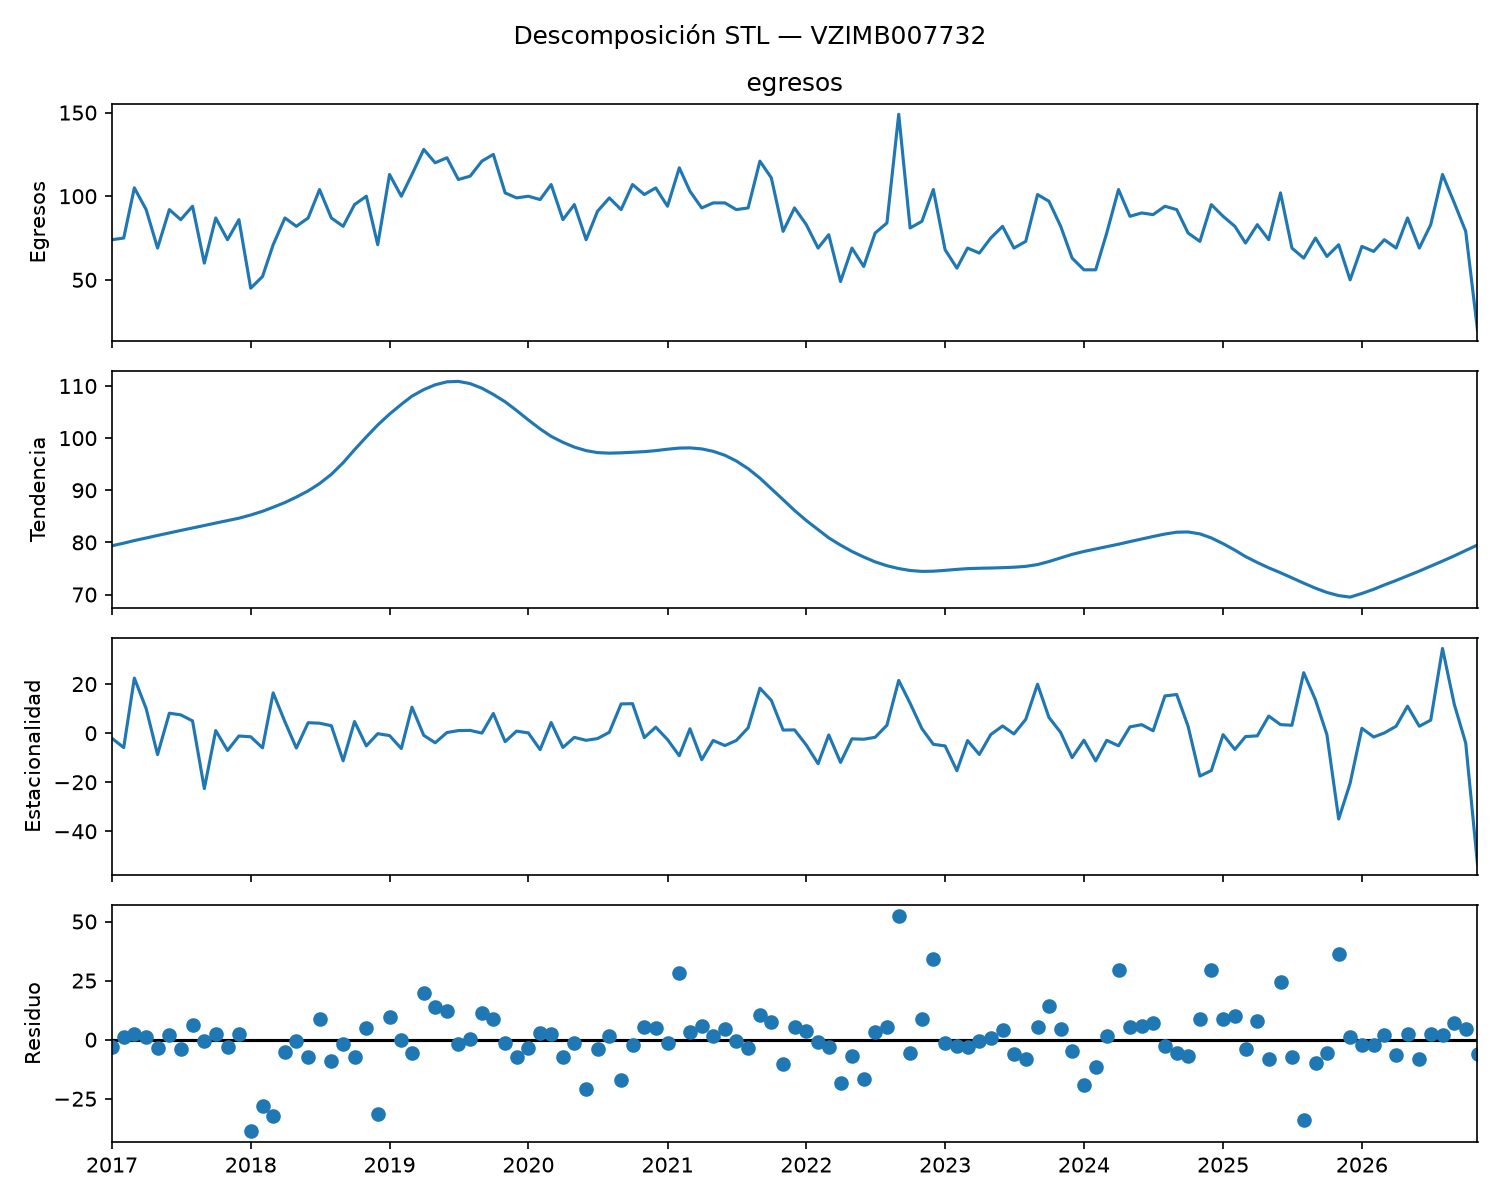 Descomposición STL — VZIMB007732
egresos
Egresos
150
100
50
Tendencia
110
100
90
80
70
Estacionalidad
20
0
−20
−40
Residuo
50
25
0
−25
2017 2018 2019 2020 2021 2022 2023 2024 2025 2026